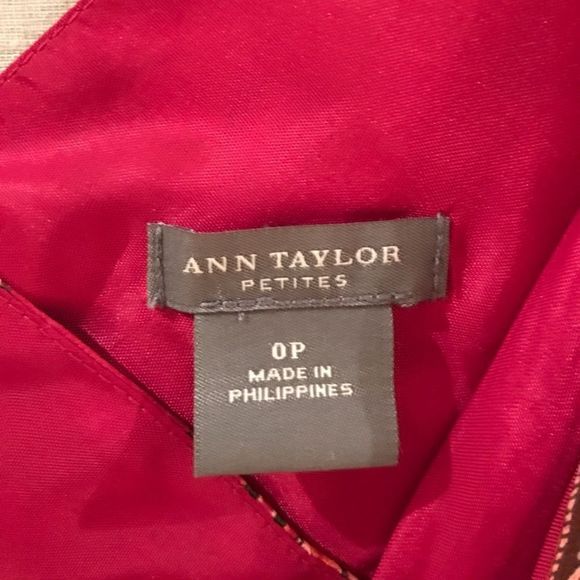 ANN TAYLOR
PETITES
0P
MADE IN
PHILIPPINES